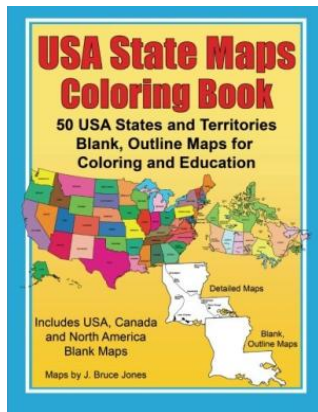 USA State Maps
Coloring Book
50 USA States and Territories
Blank, Outline Maps for
Coloring and Education
Detailed Maps
Includes USA, Canada
and North America
Blank Maps
Blank,
Outline Maps
Maps by J. Bruce Jones